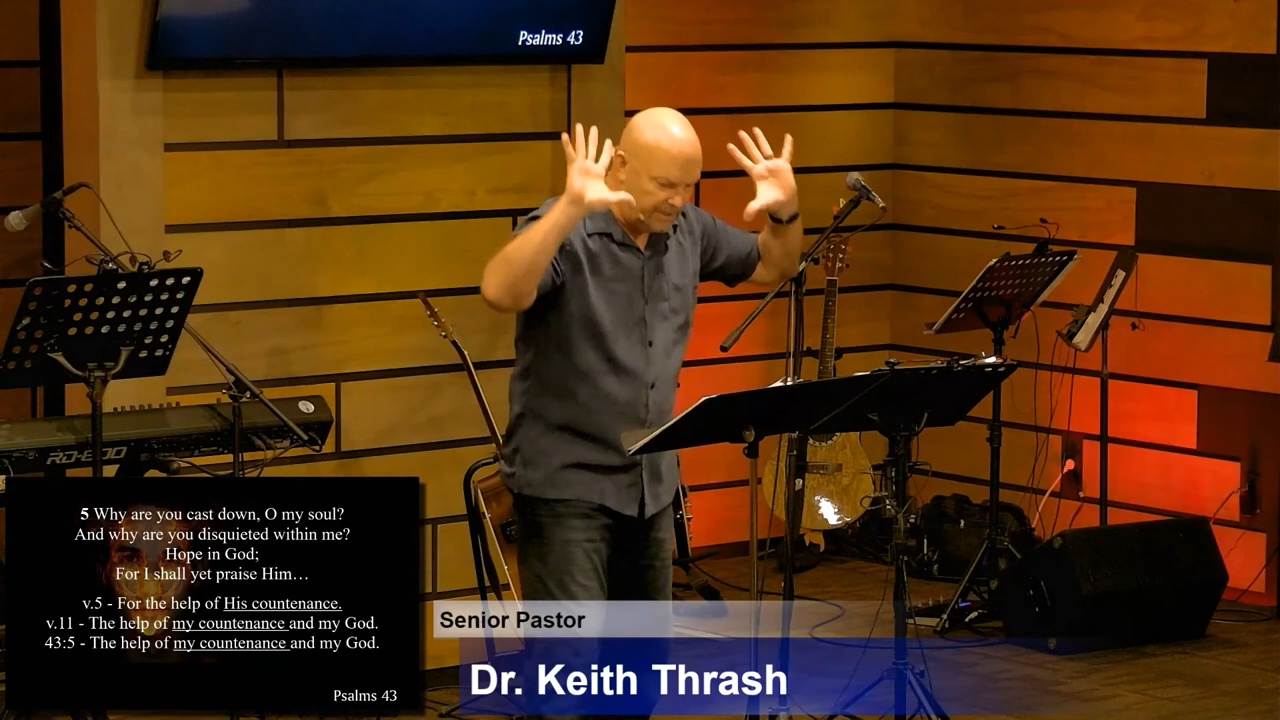 Psalms 43
RD-800
5 Why are you cast down, O my soul?
And why are you disquieted within me?
Hope in God;
For I shall yet praise Him…
v.5 - For the help of His countenance.
v.11 - The help of my countenance and my God.
43:5 - The help of my countenance and my God.
Psalms 43
Senior Pastor
Dr. Keith Thrash